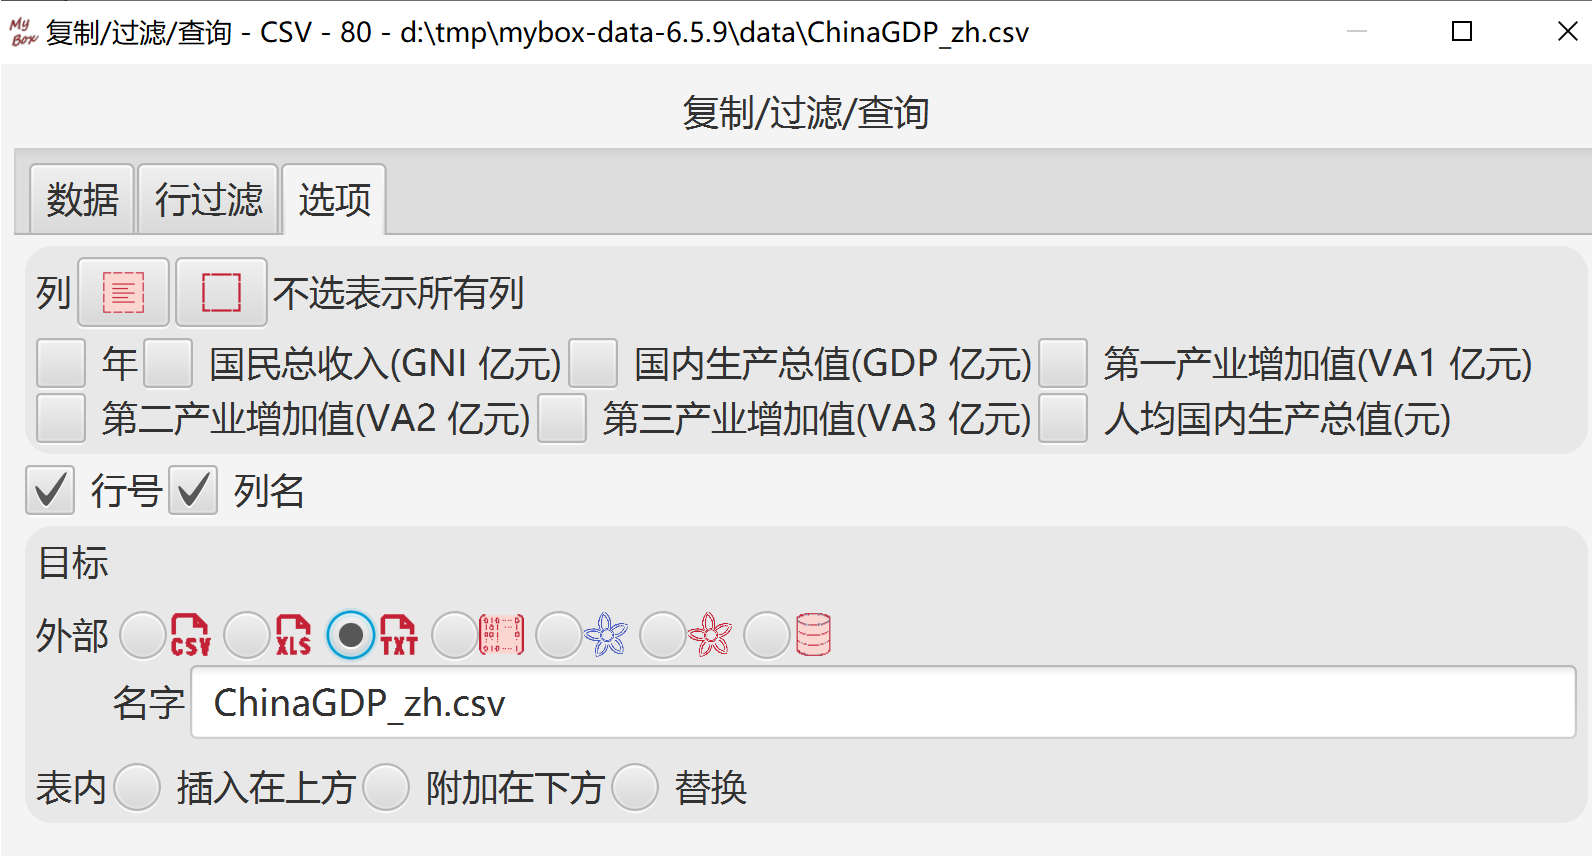 My Box 复制/过滤/查询 - CSV - 80 - d:\tmp\mybox-data-6.5.9\data\ChinaGDP_zh.csv
复制/过滤/查询
数据 行过滤 选项
列 不选表示所有列
年 国民总收入(GNI 亿元) 国内生产总值(GDP 亿元) 第一产业增加值(VA1 亿元)
第二产业增加值(VA2 亿元) 第三产业增加值(VA3 亿元) 人均国内生产总值(元)
行号 列名
目标
外部 CSV XLS TXT
名字 ChinaGDP_zh.csv
表内 插入在上方 附加在下方 替换